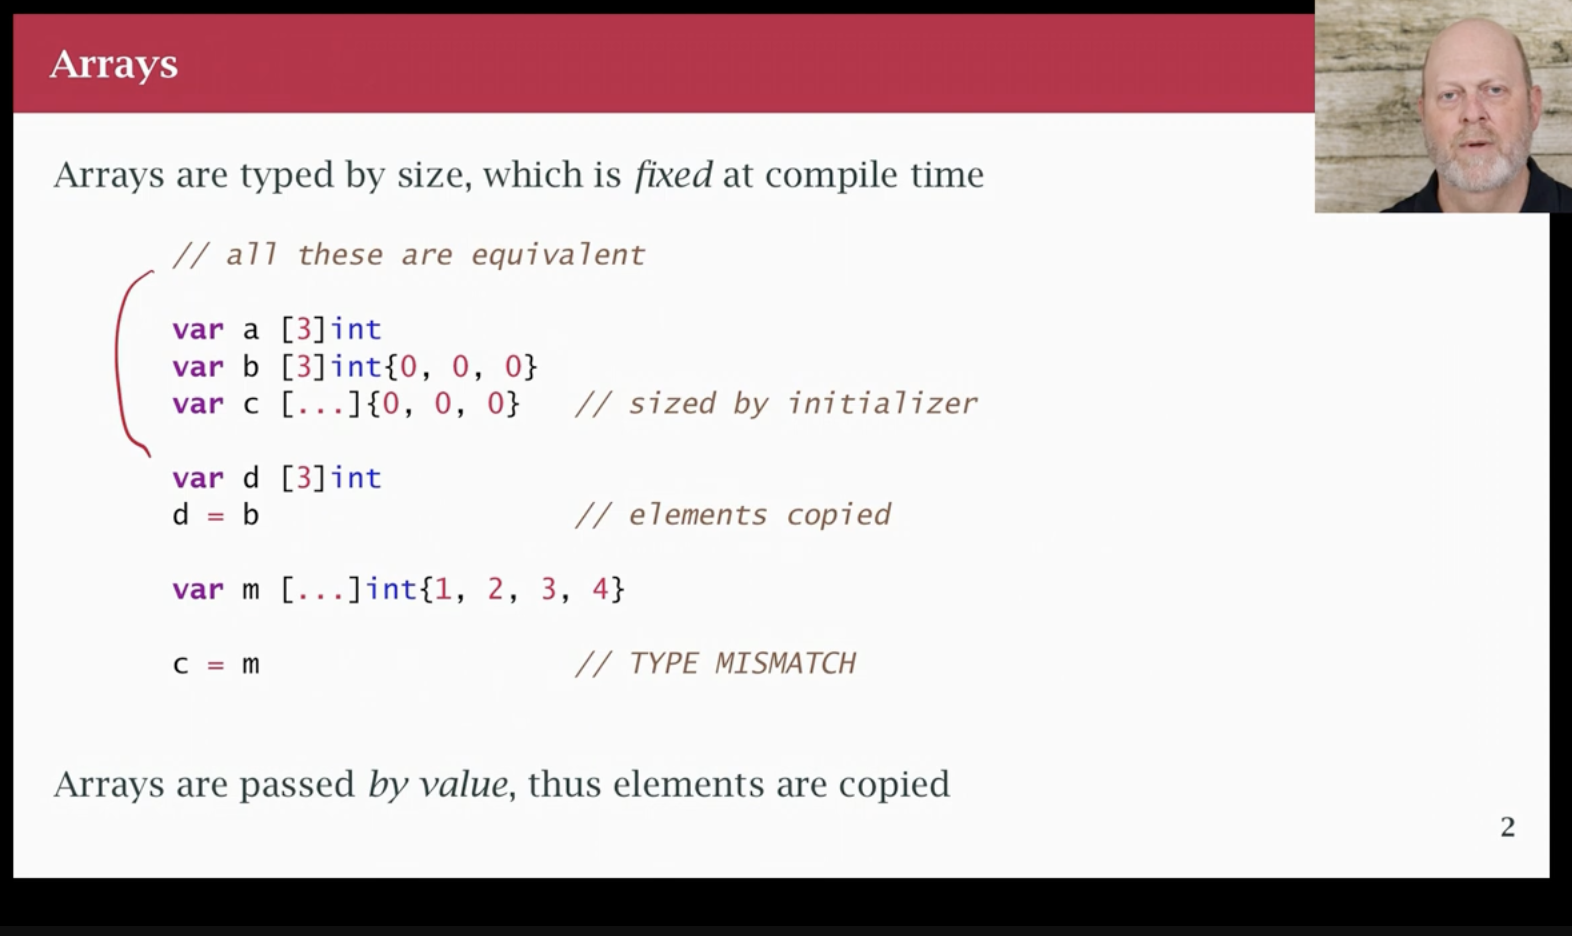 Arrays
Arrays are typed by size, which is fixed at compile time
// all these are equivalent
var a [3]int
var b [3]int{0, 0, 0}
var c [...]{0, 0, 0} // sized by initializer
var d [3]int
d = b // elements copied
var m [...]int{1, 2, 3, 4}
c = m // TYPE MISMATCH
Arrays are passed by value, thus elements are copied
2